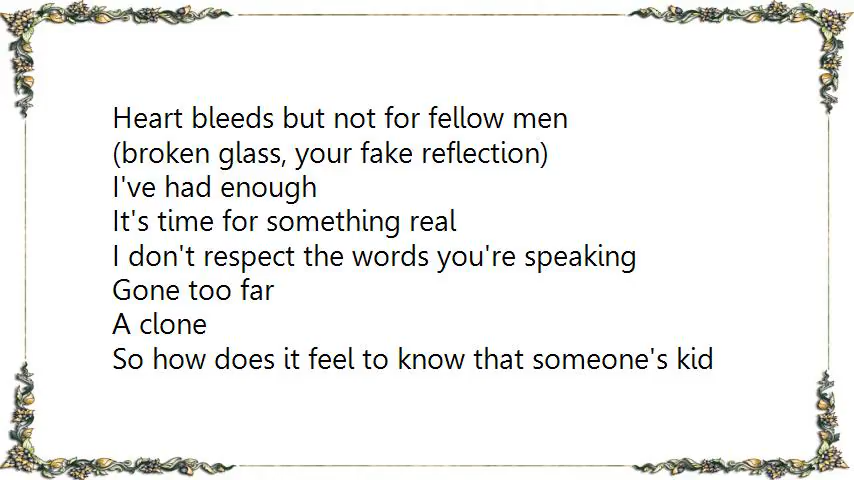 Heart bleeds but not for fellow men
(broken glass, your fake reflection)
I've had enough
It's time for something real
I don't respect the words you're speaking
Gone too far
A clone
So how does it feel to know that someone's kid